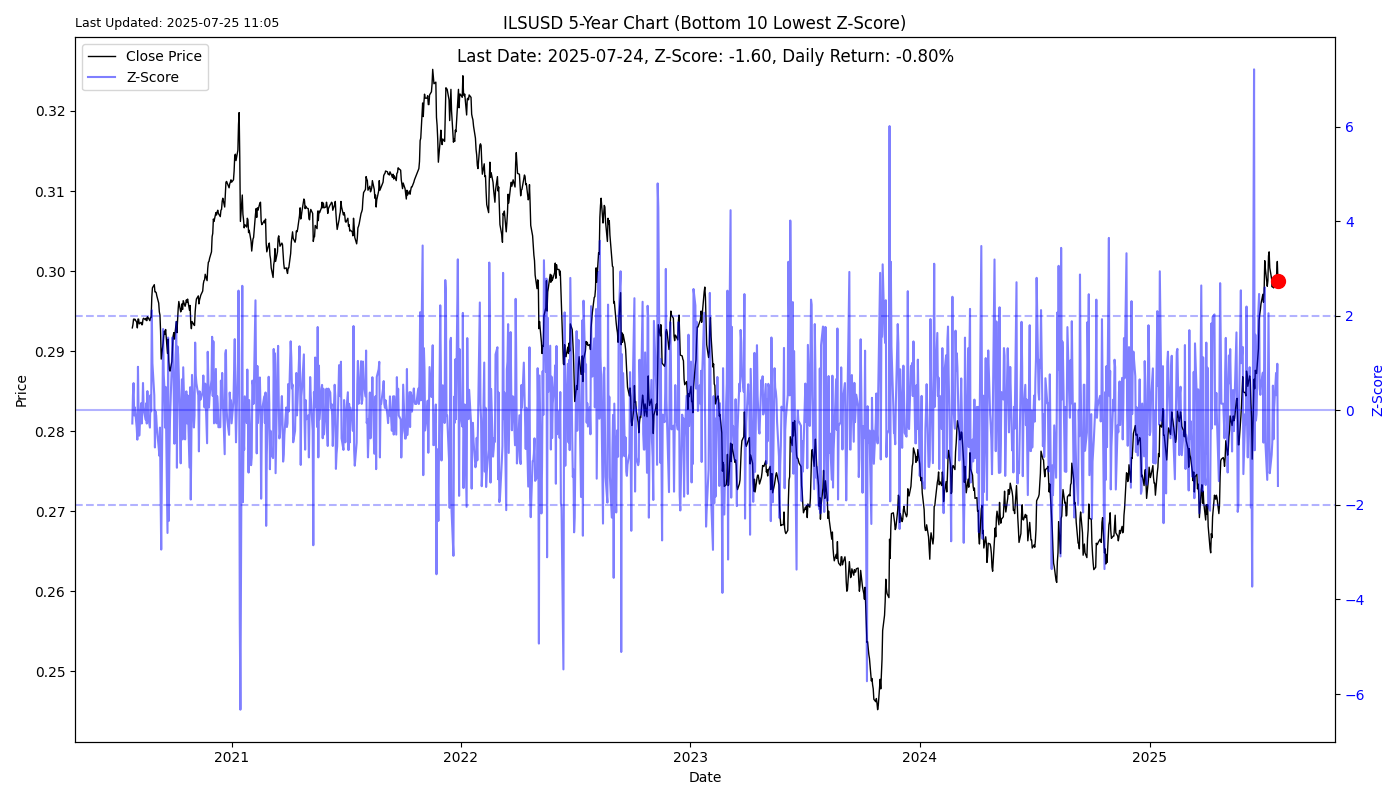 Last Updated: 2025-07-25 11:05
ILSUSD 5-Year Chart (Bottom 10 Lowest Z-Score)
Last Date: 2025-07-24, Z-Score: -1.60, Daily Return: -0.80%
Close Price
Z-Score
0.32
0.31
0.30
0.29
0.28
0.27
0.26
0.25
Price
6
4
2
0
−2
−4
−6
Z-Score
2021
2022
2023
2024
2025
Date